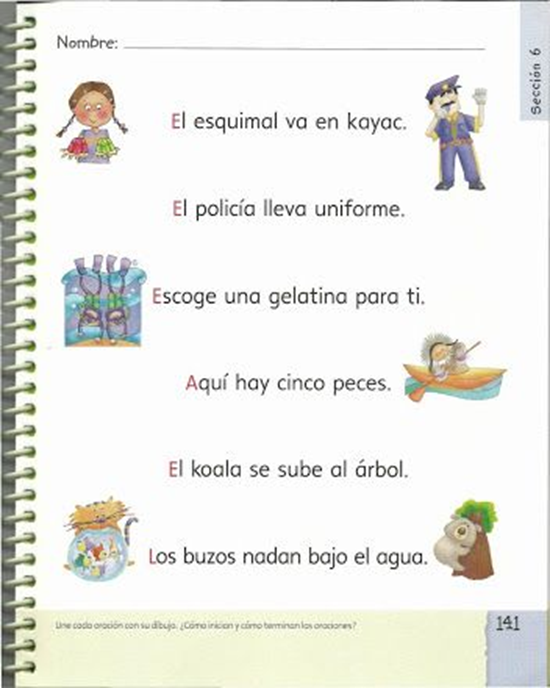 Nombre:
Sección 6
El esquimal va en kayac.
El policía lleva uniforme.
Escoge una gelatina para ti.
Aquí hay cinco peces.
El koala se sube al árbol.
Los buzos nadan bajo el agua.
Une cada oración con su dibujo. ¿Cómo inician y cómo terminan las oraciones?
141